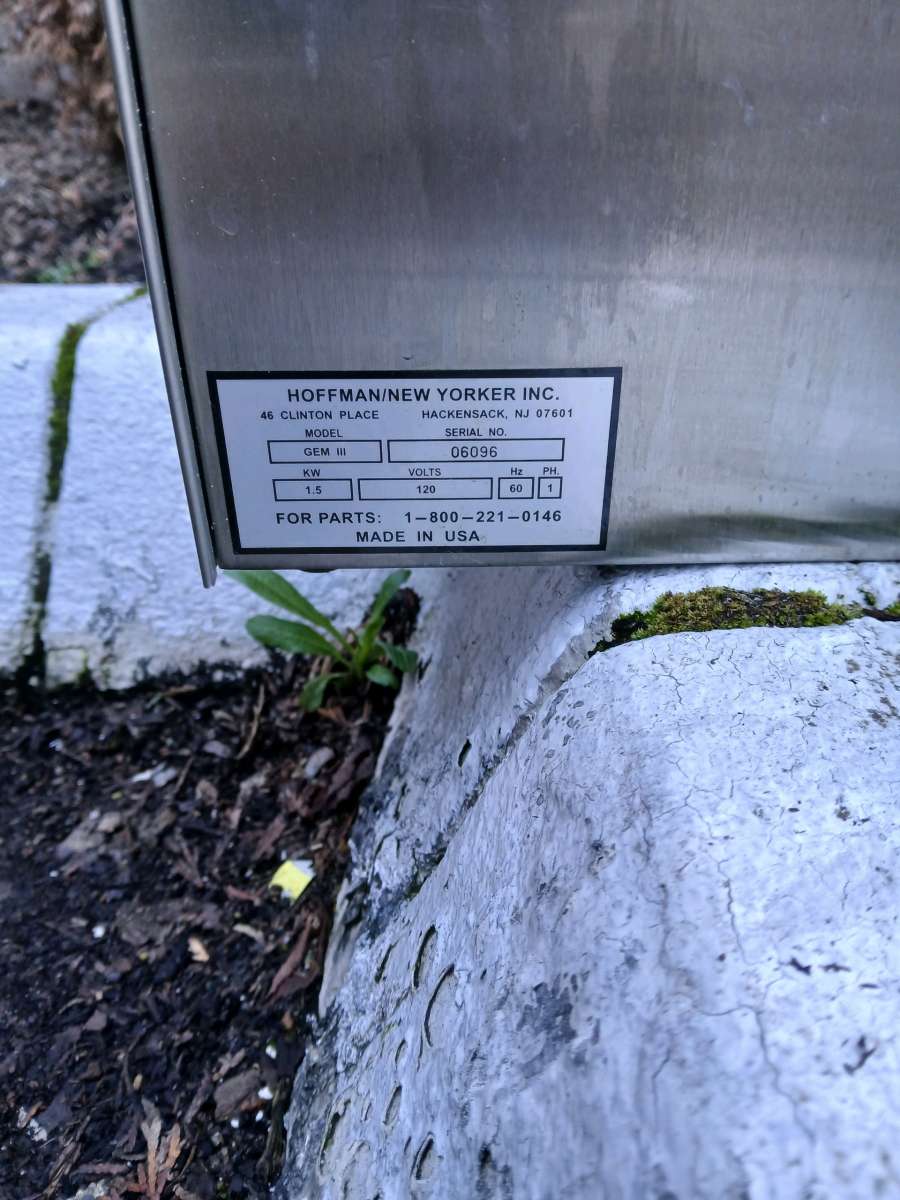 HOFFMAN/NEW YORKER INC.
46 CLINTON PLACE HACKENSACK, NJ 07601
MODEL SERIAL NO.
GEM III 06096
KW VOLTS Hz PH.
1.5 120 60 1
FOR PARTS: 1-800-221-0146
MADE IN USA